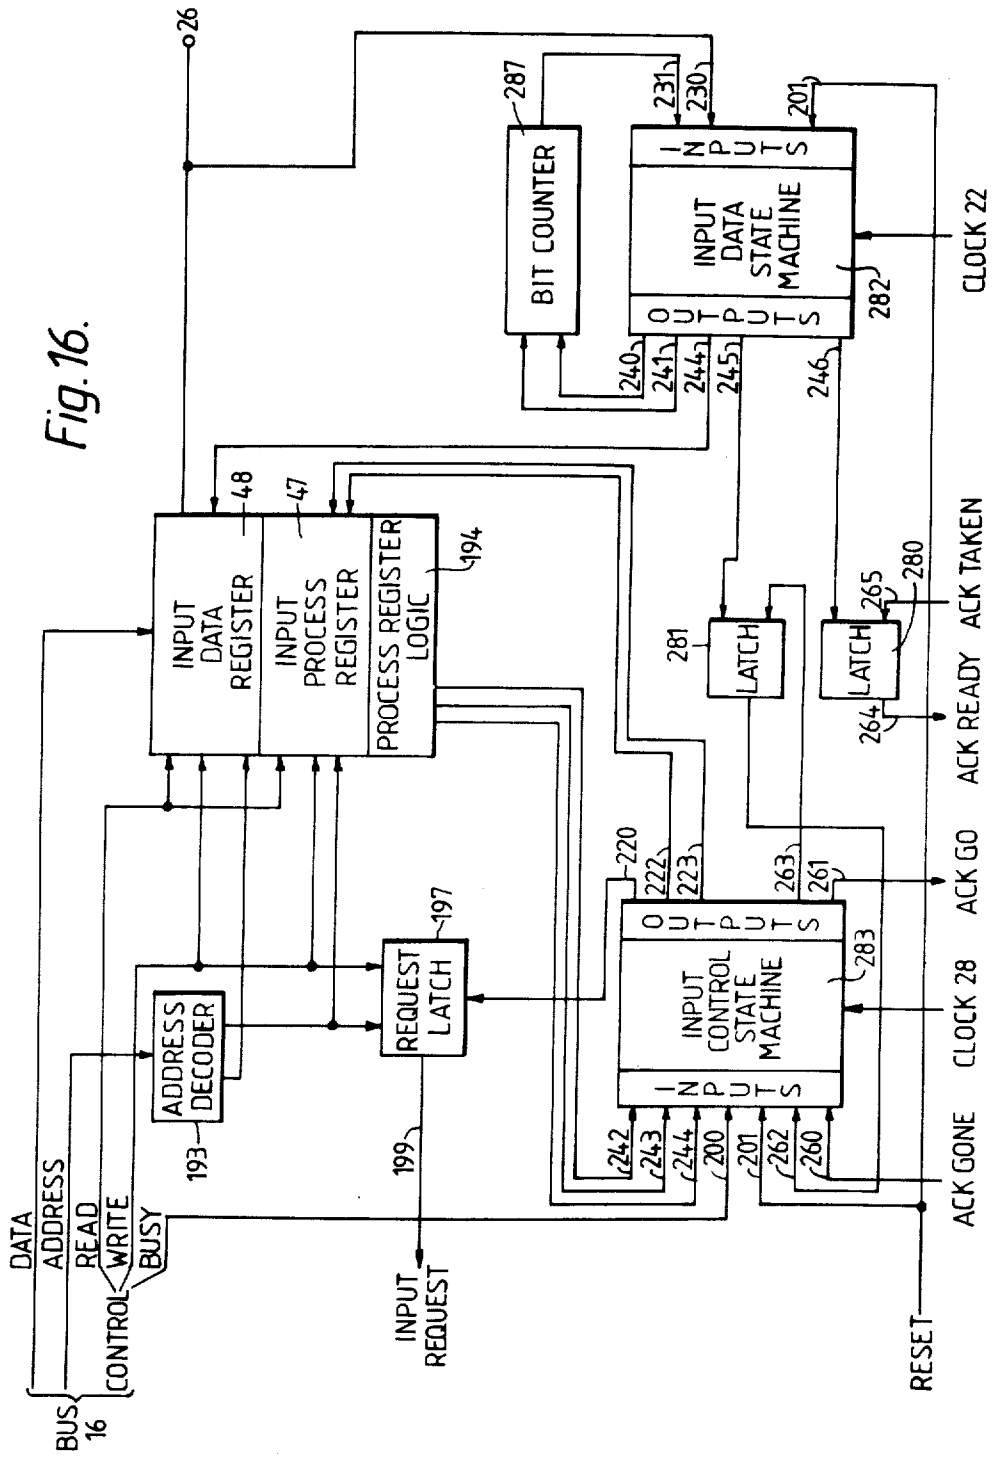 Fig. 16.
BUS
16
DATA
ADDRESS
CONTROL
READ
WRITE
BUSY
ADDRESS
DECODER
193
REQUEST
LATCH
197
199
INPUT
REQUEST
INPUT
DATA
REGISTER
48
INPUT
PROCESS
REGISTER
47
PROCESS REGISTER
LOGIC
194
26
BIT COUNTER
287
INPUTS
INPUT
DATA
STATE
MACHINE
OUTPUTS
282
231
230
201
240
241
244
245
246
CLOCK 22
LATCH
281
LATCH
280
265
264
ACK TAKEN
ACK READY
INPUTS
INPUT
CONTROL
STATE
MACHINE
OUTPUTS
283
220
222
223
263
261
242
243
244
200
201
262
260
ACK GO
CLOCK 28
ACK GONE
RESET